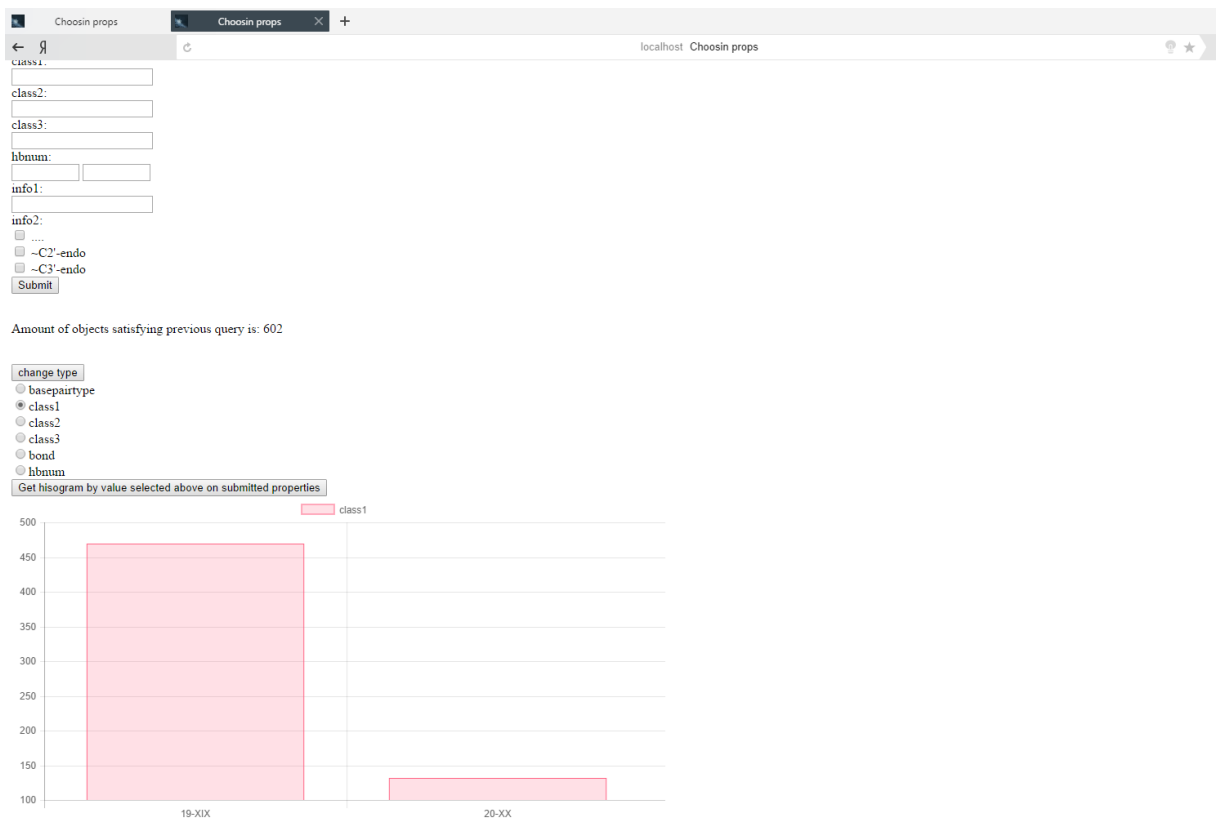 Choosin props
Choosin props
Я
localhost Choosin props
class1:
class2:
class3:
hbnum:
info1:
info2:
....
~C2'-endo
~C3'-endo
Submit
Amount of objects satisfying previous query is: 602
change type
basepairtype
class1
class2
class3
bond
hbnum
Get hisogram by value selected above on submitted properties
class1
500
450
400
350
300
250
200
150
100
19-XIX
20-XX